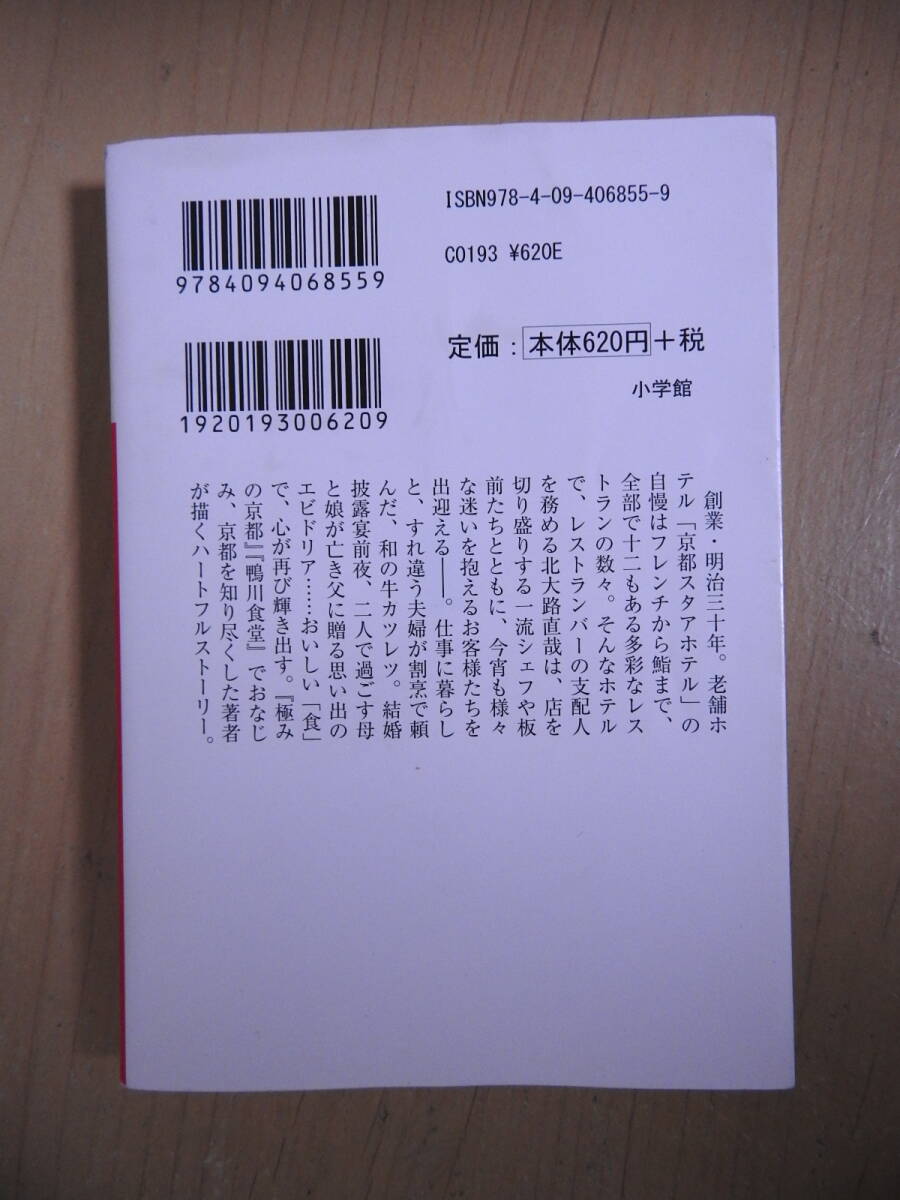 ISBN978-4-09-406855-9
C0193 ¥620E
9784094068559
定価：本体620円＋税
1920193006209
小学館
創業・明治三十年。老舗ホ
テル「京都スタアホテル」の
自慢はフレンチから鮨まで、
全部で十二もある多彩なレス
トランの数々。そんなホテル
で、レストランバーの支配人
を務める北大路直哉は、店を
切り盛りする一流シェフや板
前たちとともに、今宵も様々
な迷いを抱えるお客様たちを
出迎える――。仕事に暮らし
と、すれ違う夫婦が割烹で頼
んだ、和の牛カツレツ。結婚
披露宴前夜、二人で過ごす母
と娘が亡き父に贈る思い出の
エビドリア……おいしい「食」
で、心が再び輝き出す。『極み
の京都』『鴨川食堂』でおなじ
み、京都を知り尽くした著者
が描くハートフルストーリー。